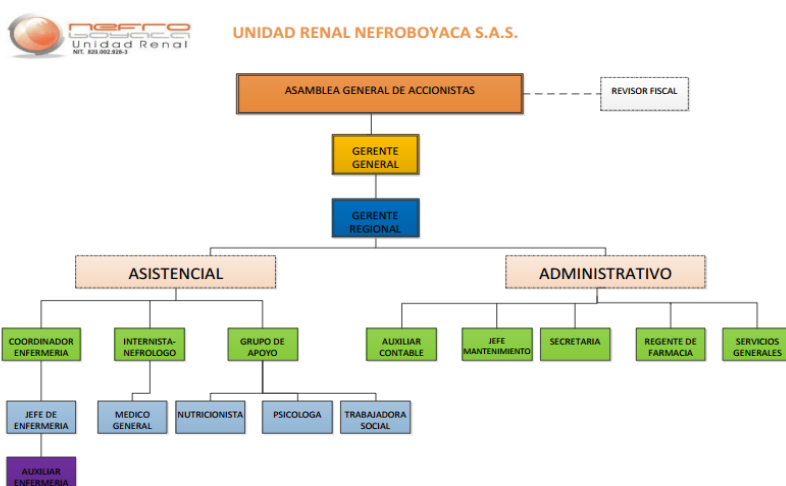 nefro
boyaca
Unidad Renal
NIT. 820.002.828-3
UNIDAD RENAL NEFROBOYACA S.A.S.
ASAMBLEA GENERAL DE ACCIONISTAS
REVISOR FISCAL
GERENTE
GENERAL
GERENTE
REGIONAL
ASISTENCIAL
ADMINISTRATIVO
COORDINADOR
ENFERMERIA
INTERNISTA-
NEFROLOGO
GRUPO DE
APOYO
AUXILIAR
CONTABLE
JEFE
MANTENIMIENTO
SECRETARIA
REGENTE DE
FARMACIA
SERVICIOS
GENERALES
JEFE DE
ENFERMERIA
MEDICO
GENERAL
NUTRICIONISTA
PSICOLOGA
TRABAJADORA
SOCIAL
AUXILIAR
ENFERMERIA